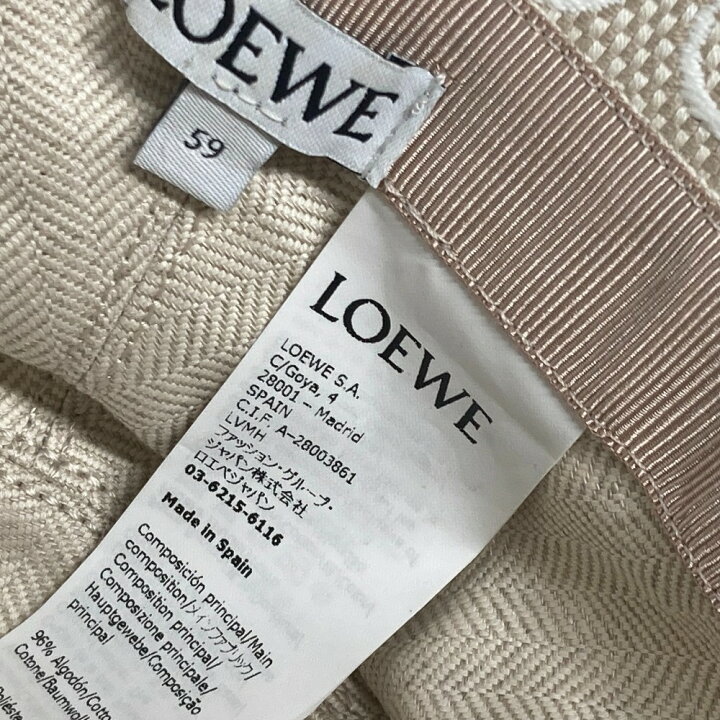 LOEWE
59
LOEWE
LOEWE S.A.
C/Goya, 4
28001 – Madrid
SPAIN
C.I.F. A-28003861
LVMH
ファッション・グループ・
ジャパン株式会社
ロエベジャパン
03-6215-6116
Made in Spain
Composición principal/Main
composition/メインファブリック/
Composition principale/
Composizione principale/
Hauptgewebe/Composição
principal
96% Algodón/Cotto
Cotone/Baumwoll